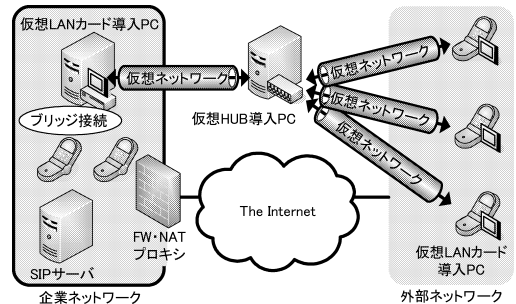 仮想LANカード導入PC
仮想ネットワーク
ブリッジ接続
仮想HUB導入PC
仮想ネットワーク
仮想ネットワーク
仮想ネットワーク
The Internet
FW・NAT
プロキシ
SIPサーバ
企業ネットワーク
仮想LANカード
導入PC
外部ネットワーク